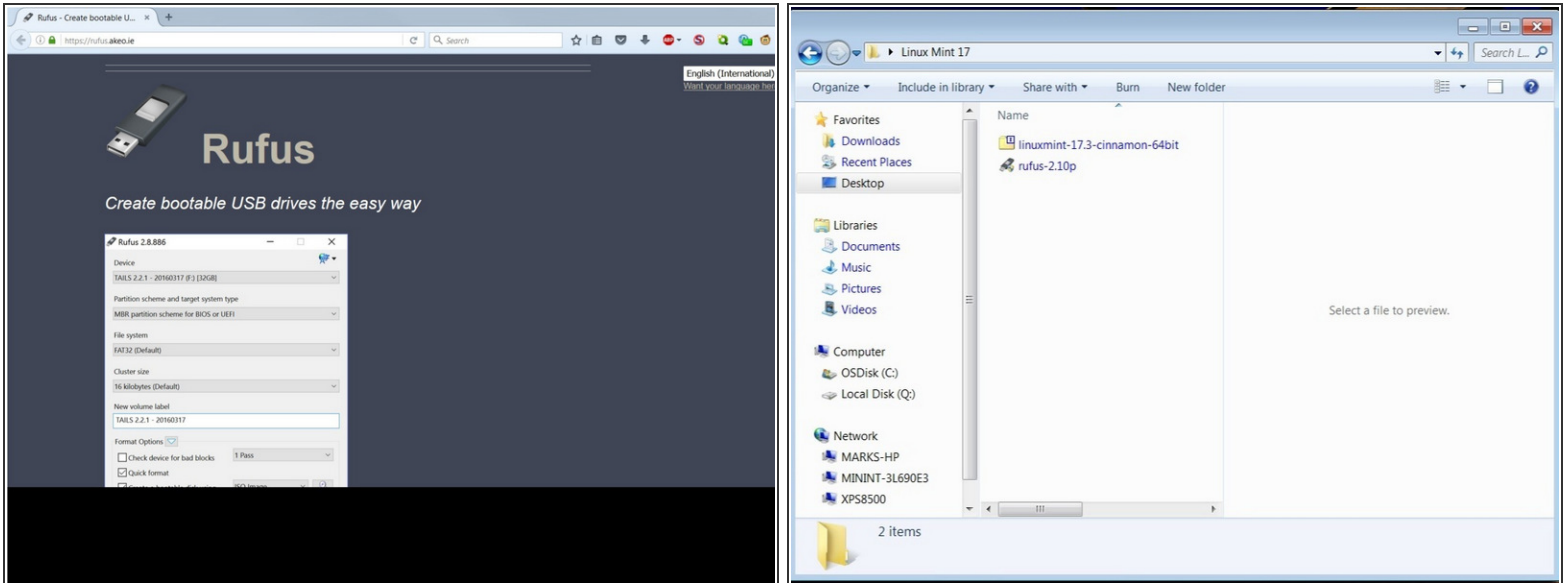 Rufus - Create bootable U...
https://rufus.akeo.ie
Search
English (International)
Want your language her
Rufus
Create bootable USB drives the easy way
Rufus 2.8.886
Device
TAILS 2.2.1 - 20160317 (F:) [32GB]
Partition scheme and target system type
MBR partition scheme for BIOS or UEFI
File system
FAT32 (Default)
Cluster size
16 kilobytes (Default)
New volume label
TAILS 2.2.1 - 20160317
Format Options
Check device for bad blocks 1 Pass
Quick format
Linux Mint 17
Search L...
Organize Include in library Share with Burn New folder
Favorites
Downloads
Recent Places
Desktop
Libraries
Documents
Music
Pictures
Videos
Computer
OSDisk (C:)
Local Disk (Q:)
Network
MARKS-HP
MININT-3L690E3
XPS8500
Name
linuxmint-17.3-cinnamon-64bit
rufus-2.10p
Select a file to preview.
2 items